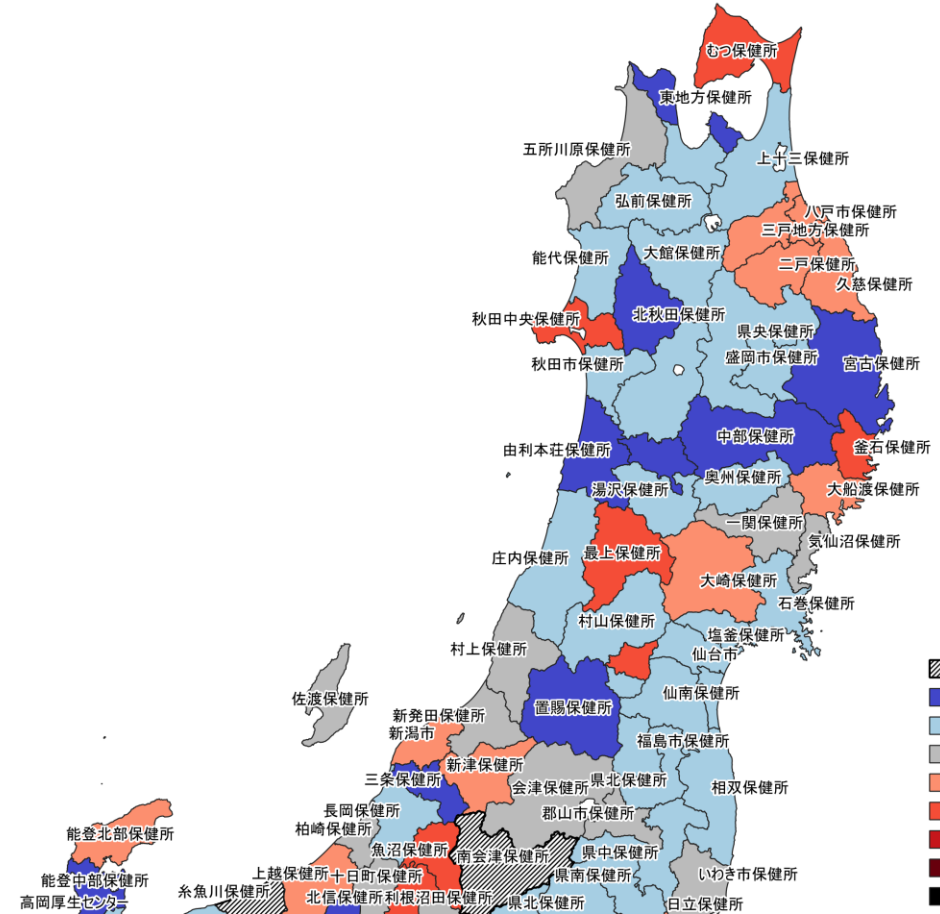 むつ保健所
東地方保健所
五所川原保健所
上十三保健所
弘前保健所
八戸市保健所
三戸地方保健所
能代保健所
大館保健所
二戸保健所
久慈保健所
秋田中央保健所
北秋田保健所
県央保健所
盛岡市保健所
秋田市保健所
宮古保健所
由利本荘保健所
中部保健所
釜石保健所
湯沢保健所
奥州保健所
大船渡保健所
一関保健所
気仙沼保健所
庄内保健所
最上保健所
大崎保健所
石巻保健所
村山保健所
塩釜保健所
村上保健所
仙台市
佐渡保健所
仙南保健所
置賜保健所
新発田保健所
新潟市
福島市保健所
新津保健所
三条保健所
会津保健所
県北保健所
相双保健所
長岡保健所
郡山市保健所
柏崎保健所
能登北部保健所
魚沼保健所
南会津保健所
県中保健所
上越保健所
十日町保健所
県南保健所
いわき市保健所
能登中部保健所
糸魚川保健所
北信保健所
利根沼田保健所
県北保健所
日立保健所
高岡厚生センター